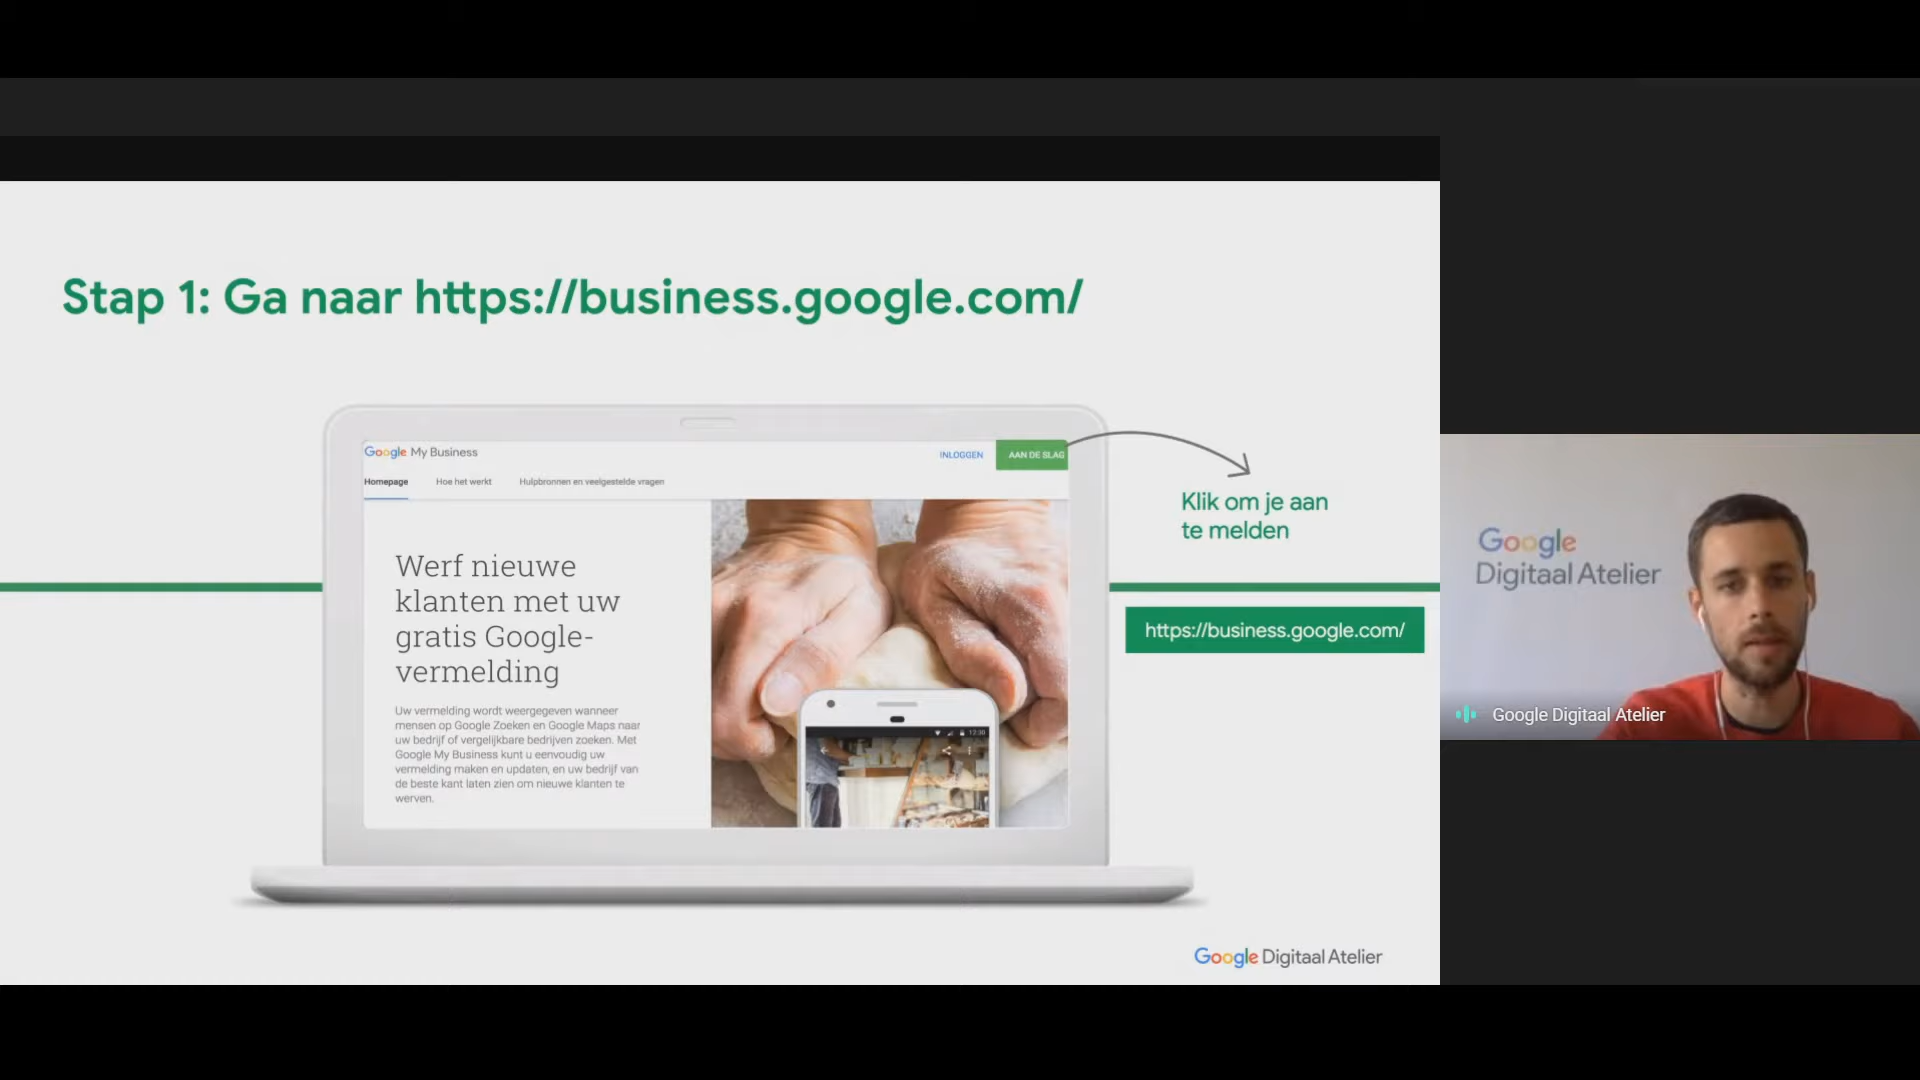 Stap 1: Ga naar https://business.google.com/
Google My Business
INLOGGEN
AAN DE SLAG
Homepage
Hoe het werkt
Hulpbronnen en veelgestelde vragen
Klik om je aan
te melden
Werf nieuwe
klanten met uw
gratis Google-
vermelding
Uw vermelding wordt weergegeven wanneer
mensen op Google Zoeken en Google Maps naar
uw bedrijf of vergelijkbare bedrijven zoeken. Met
Google My Business kunt u eenvoudig uw
vermelding maken en updaten, en uw bedrijf van
de beste kant laten zien om nieuwe klanten te
werven.
12:30
https://business.google.com/
Google Digitaal Atelier
Google
Digitaal Atelier
Google Digitaal Atelier